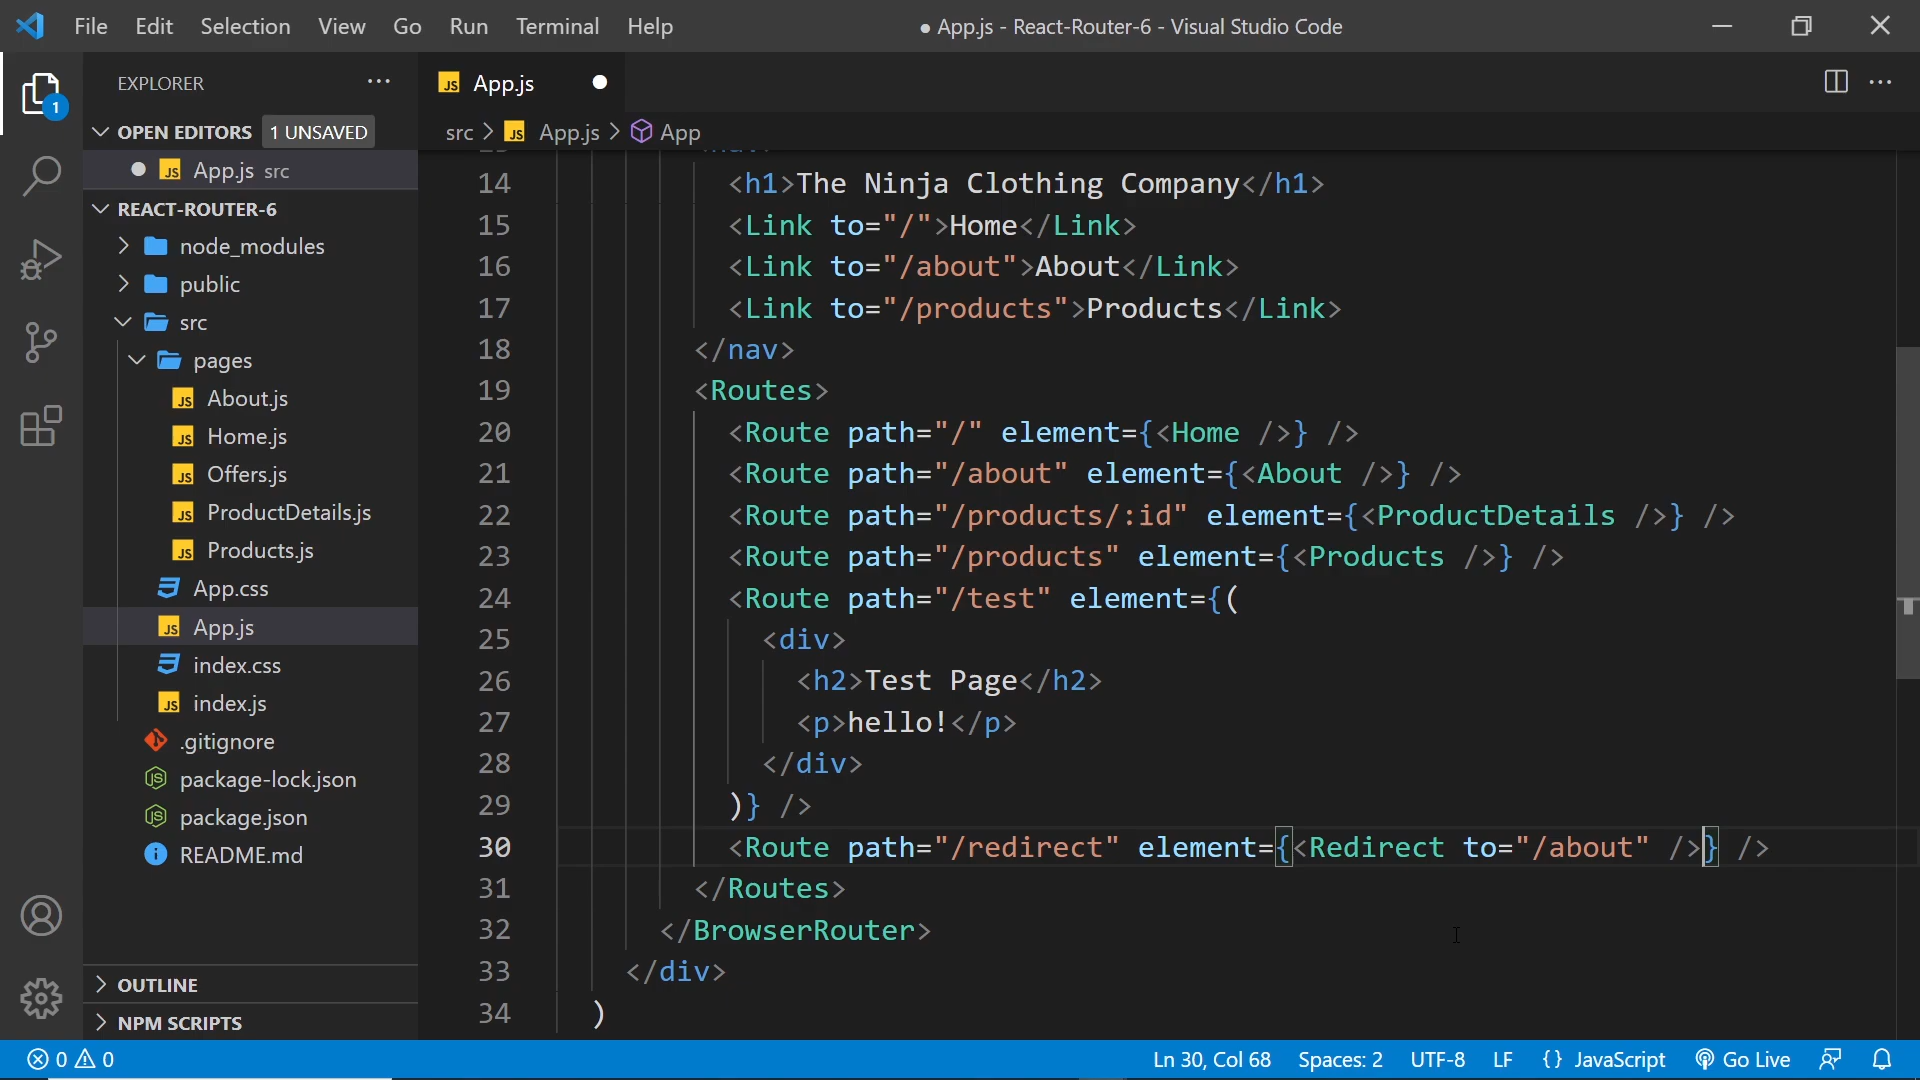 File Edit Selection View Go Run Terminal Help
● App.js - React-Router-6 - Visual Studio Code
EXPLORER
OPEN EDITORS 1 UNSAVED
App.js src
REACT-ROUTER-6
node_modules
public
src
pages
About.js
Home.js
Offers.js
ProductDetails.js
Products.js
App.css
App.js
index.css
index.js
.gitignore
package-lock.json
package.json
README.md
OUTLINE
NPM SCRIPTS
1
App.js
src > App.js > App
14 <h1>The Ninja Clothing Company</h1>
15 <Link to="/">Home</Link>
16 <Link to="/about">About</Link>
17 <Link to="/products">Products</Link>
18 </nav>
19 <Routes>
20 <Route path="/" element={<Home />} />
21 <Route path="/about" element={<About />} />
22 <Route path="/products/:id" element={<ProductDetails />} />
23 <Route path="/products" element={<Products />} />
24 <Route path="/test" element={(
25 <div>
26 <h2>Test Page</h2>
27 <p>hello!</p>
28 </div>
29 )} />
30 <Route path="/redirect" element={<Redirect to="/about" />} />
31 </Routes>
32 </BrowserRouter>
33 </div>
34 )
0 0
Ln 30, Col 68 Spaces: 2 UTF-8 LF {} JavaScript Go Live